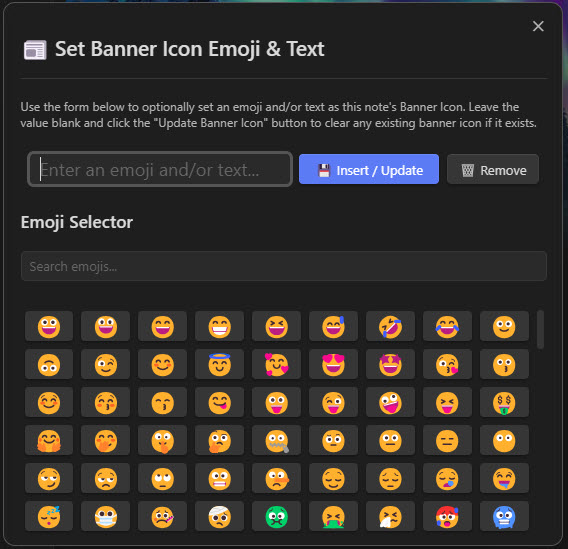 Set Banner Icon Emoji & Text
Use the form below to optionally set an emoji and/or text as this note's Banner Icon. Leave the
value blank and click the "Update Banner Icon" button to clear any existing banner icon if it exists.
Enter an emoji and/or text...
Insert / Update
Remove
Emoji Selector
Search emojis...